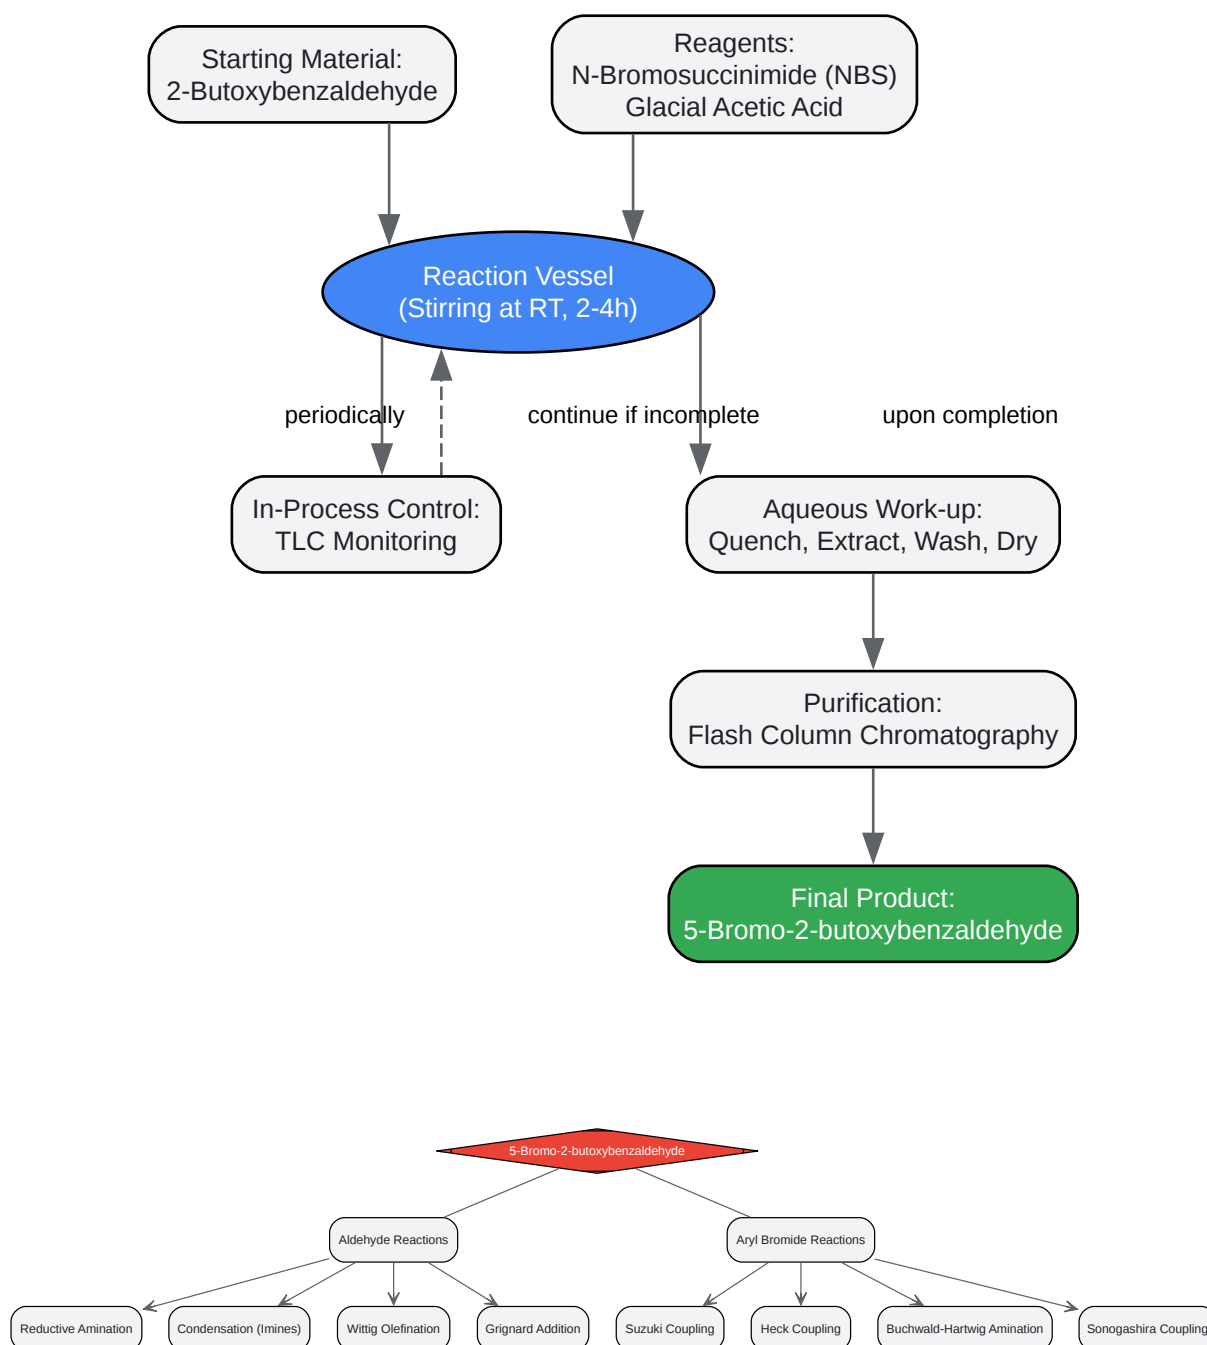 Starting Material:
2-Butoxybenzaldehyde
Reagents:
N-Bromosuccinimide (NBS)
Glacial Acetic Acid
Reaction Vessel
(Stirring at RT, 2-4h)
periodically
continue if incomplete
upon completion
In-Process Control:
TLC Monitoring
Aqueous Work-up:
Quench, Extract, Wash, Dry
Purification:
Flash Column Chromatography
Final Product:
5-Bromo-2-butoxybenzaldehyde
5-Bromo-2-butoxybenzaldehyde
Aldehyde Reactions
Aryl Bromide Reactions
Reductive Amination
Condensation (Imines)
Wittig Olefination
Grignard Addition
Suzuki Coupling
Heck Coupling
Buchwald-Hartwig Amination
Sonogashira Coupling